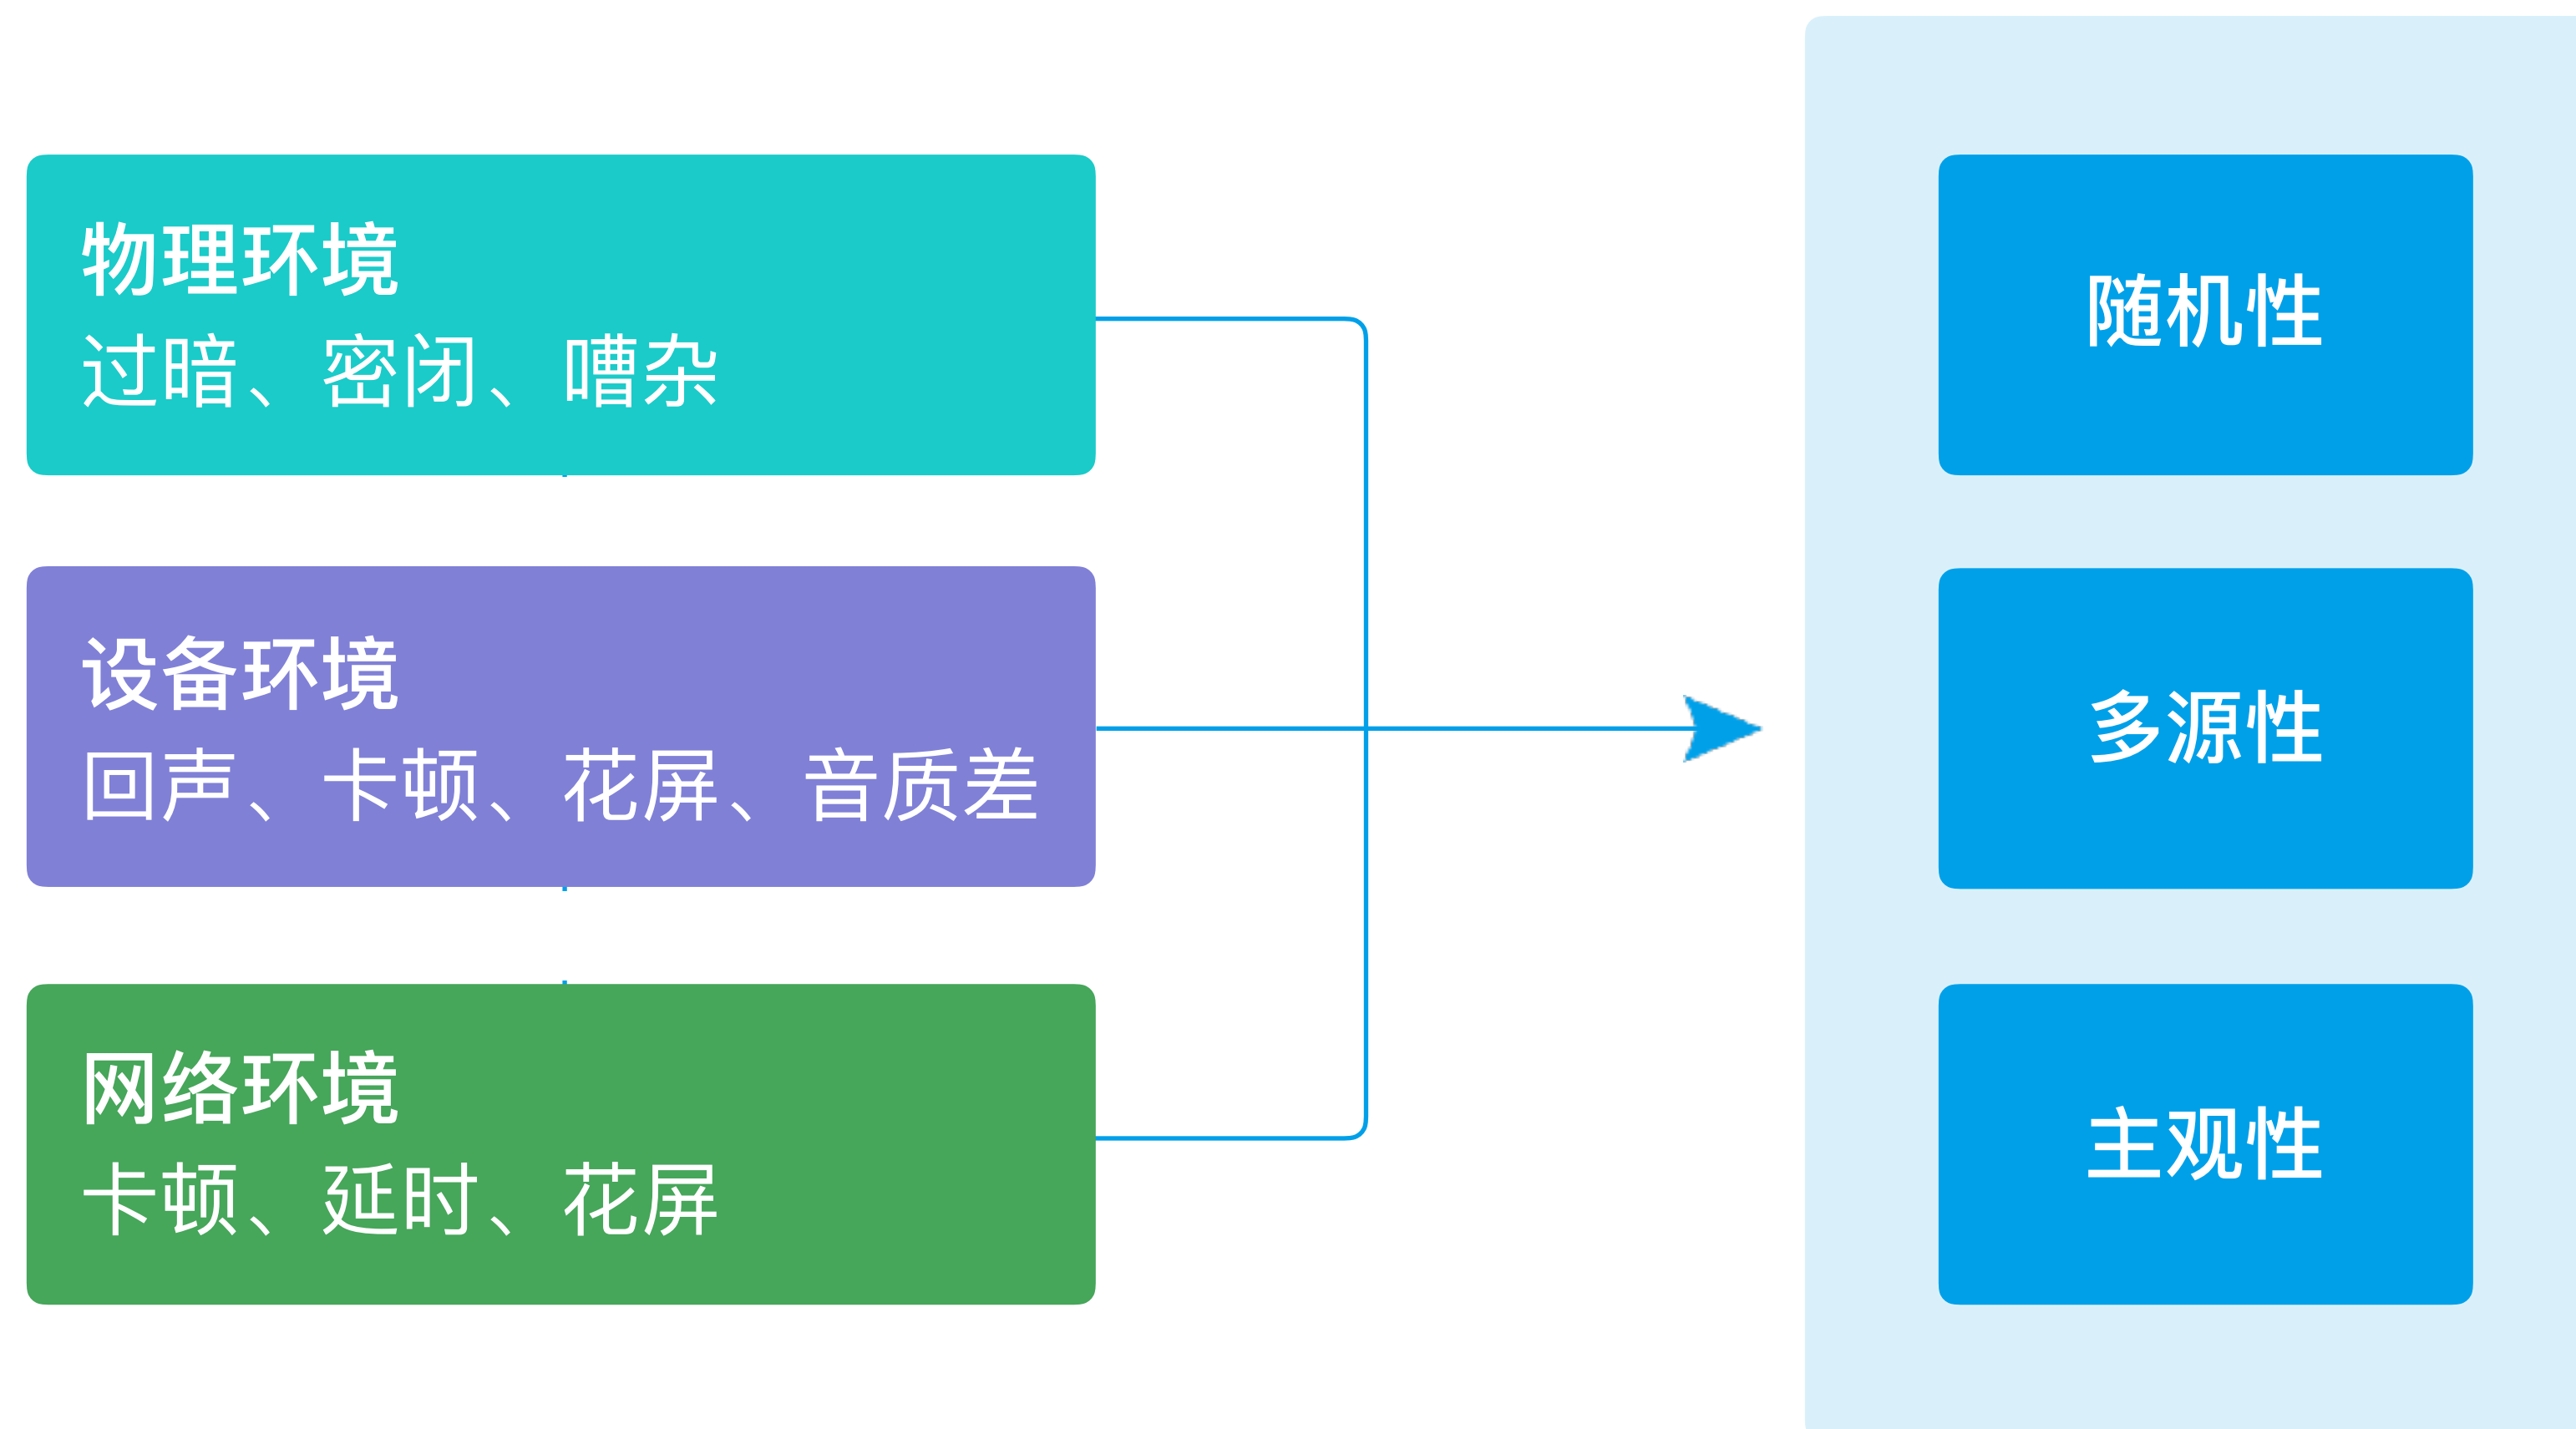 物理环境
过暗、密闭、嘈杂
设备环境
回声、卡顿、花屏、音质差
网络环境
卡顿、延时、花屏
随机性
多源性
主观性